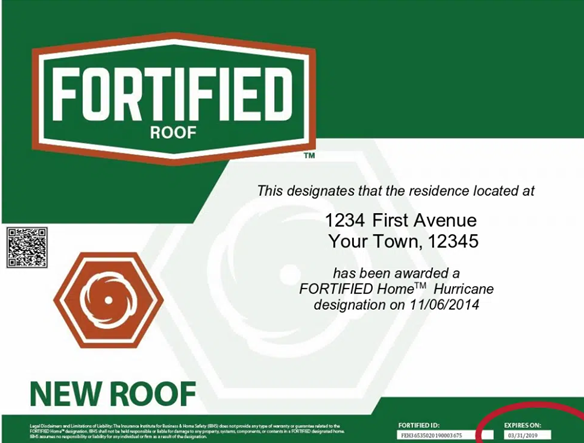 FORTIFIED
ROOF
TM
This designates that the residence located at
1234 First Avenue
Your Town, 12345
has been awarded a
FORTIFIED Home™ Hurricane
designation on 11/06/2014
NEW ROOF
Legal Disclaimers and Limitations of Liability: The Insurance Institute for Business & Home Safety (IBHS) does not provide any type of warranty or guarantee related to the
FORTIFIED Home™ designation. IBHS shall not be held responsible or liable for damage to any property, systems, components, or contents in a FORTIFIED designated home.
IBHS assumes no responsibility or liability for any individual or firm as a result of the designation.
FORTIFIED ID:
EXPIRES ON:
03/31/2019